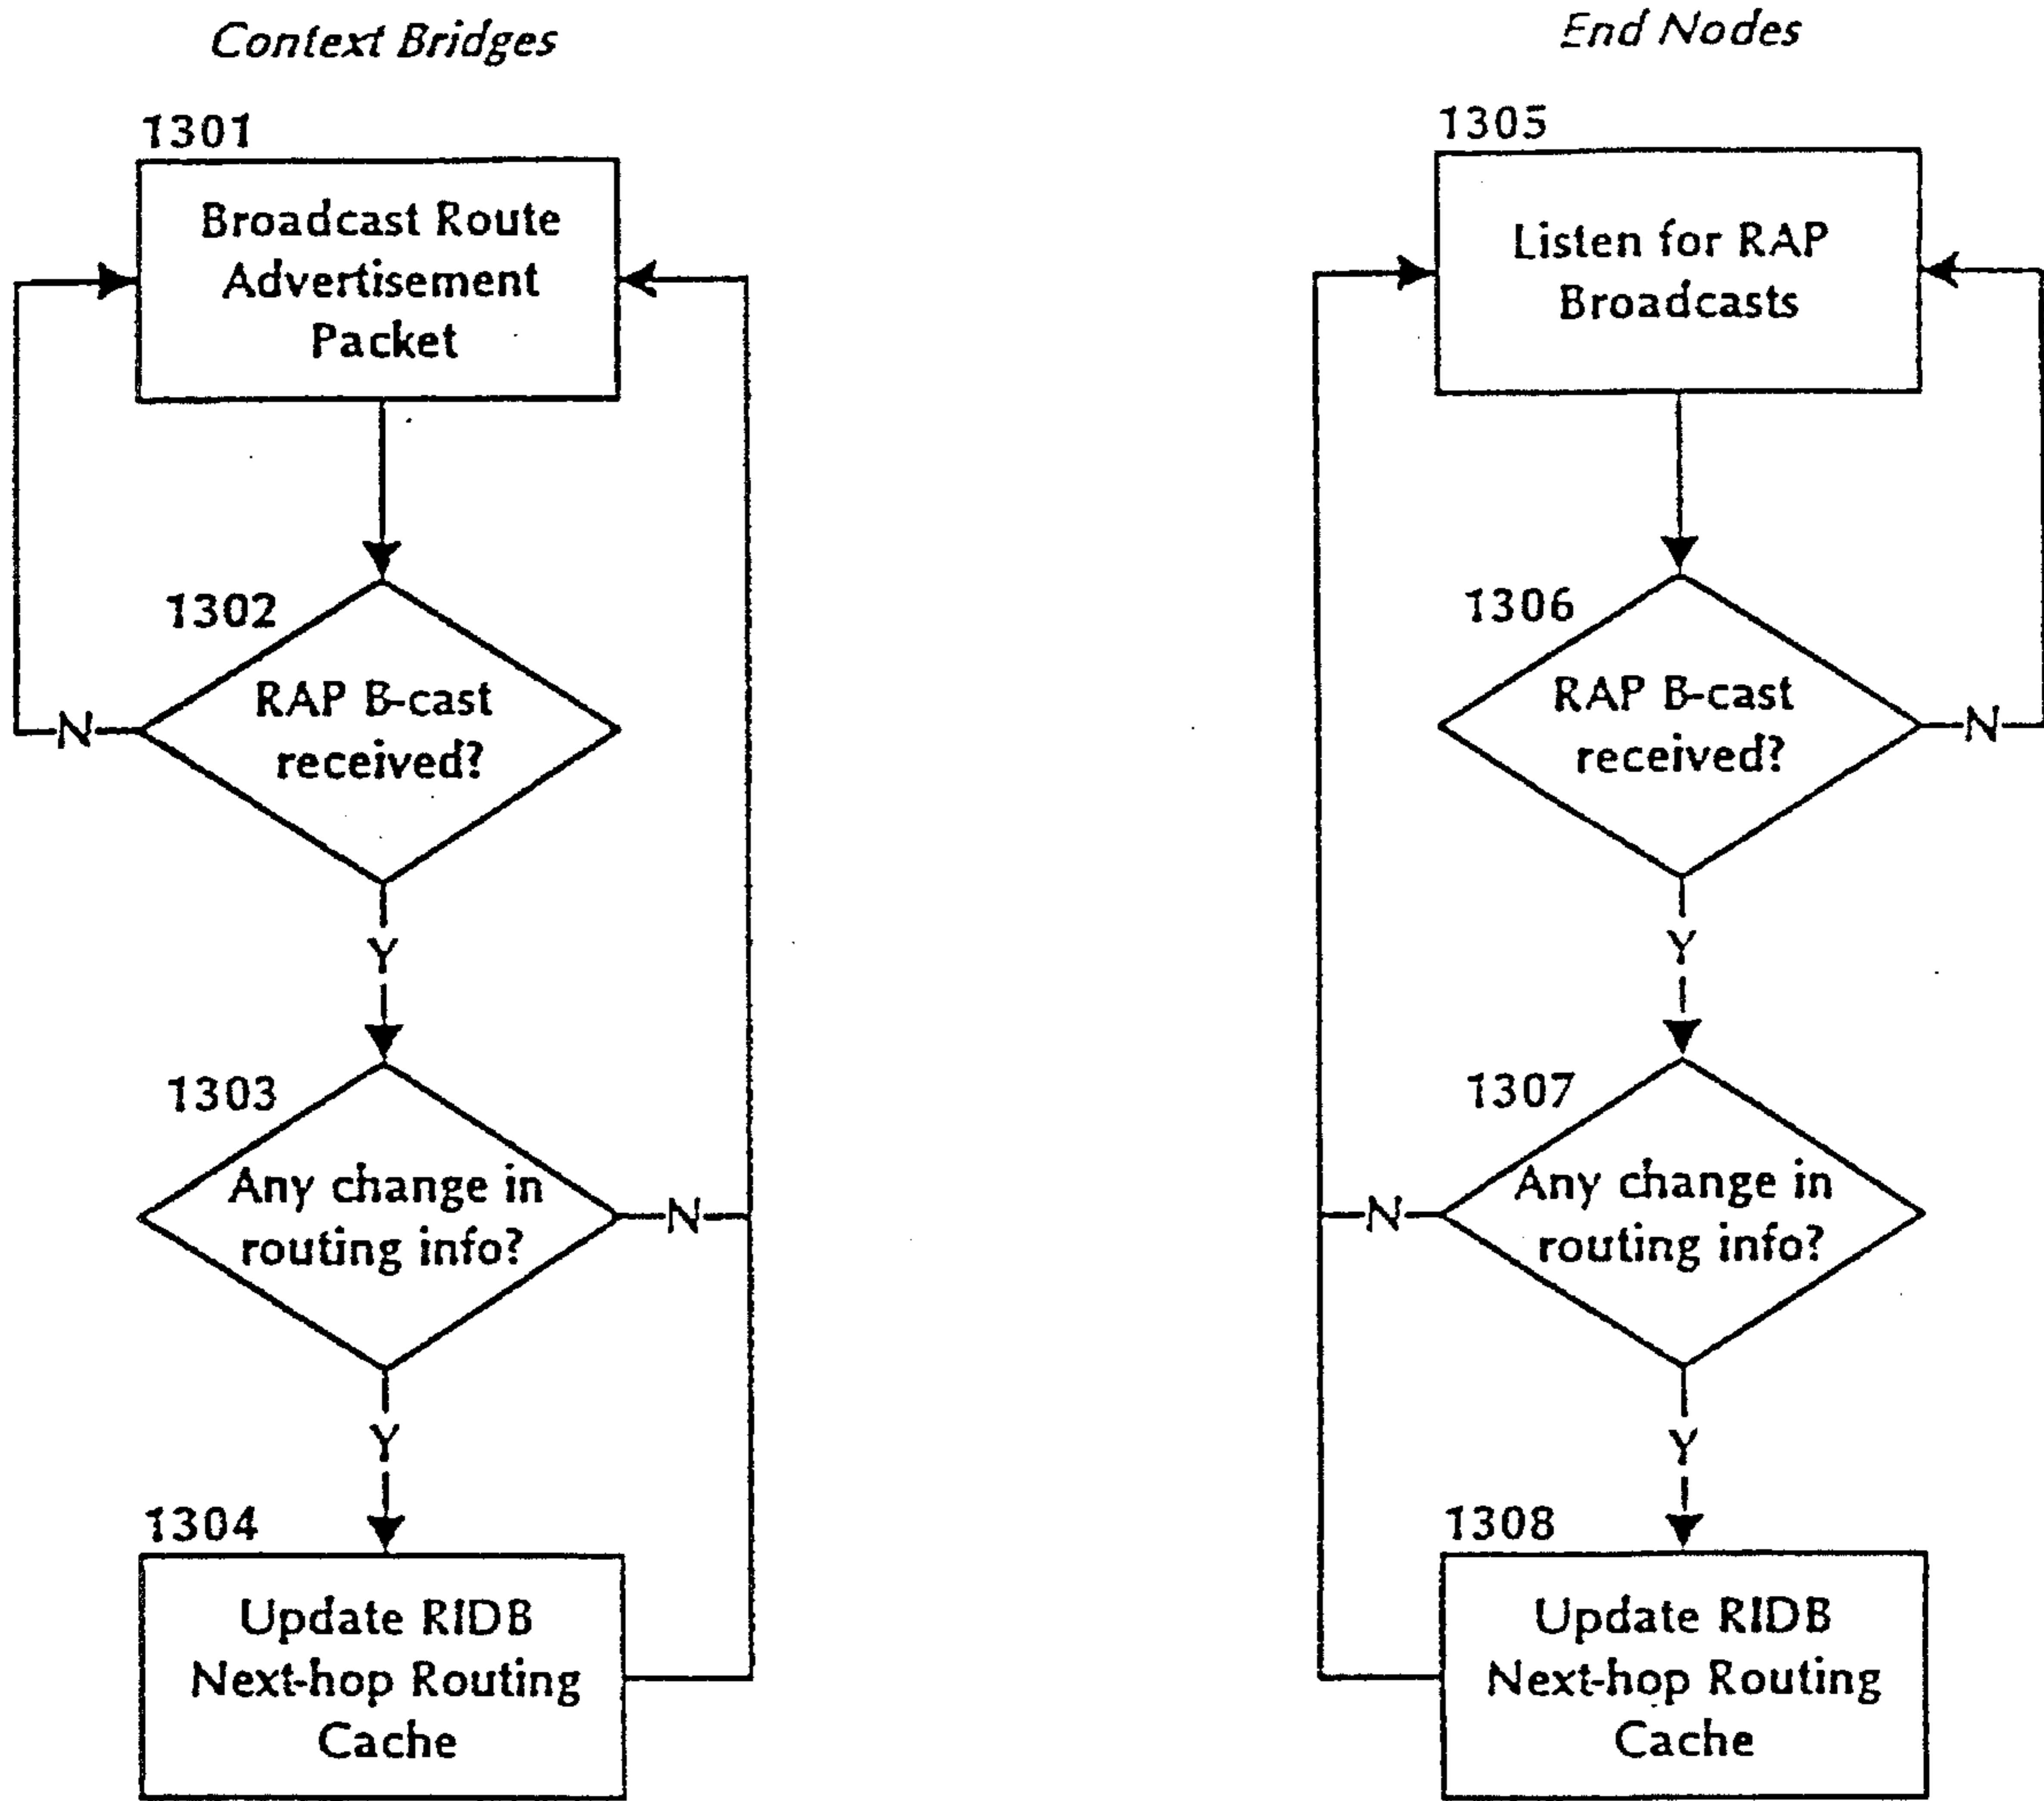 Context Bridges
1301
Broadcast Route
Advertisement
Packet
1302
RAP B-cast
received?
N
Y
1303
Any change in
routing info?
N
Y
1304
Update RIDB
Next-hop Routing
Cache
End Nodes
1305
Listen for RAP
Broadcasts
1306
RAP B-cast
received?
N
Y
1307
Any change in
routing info?
N
Y
1308
Update RIDB
Next-hop Routing
Cache